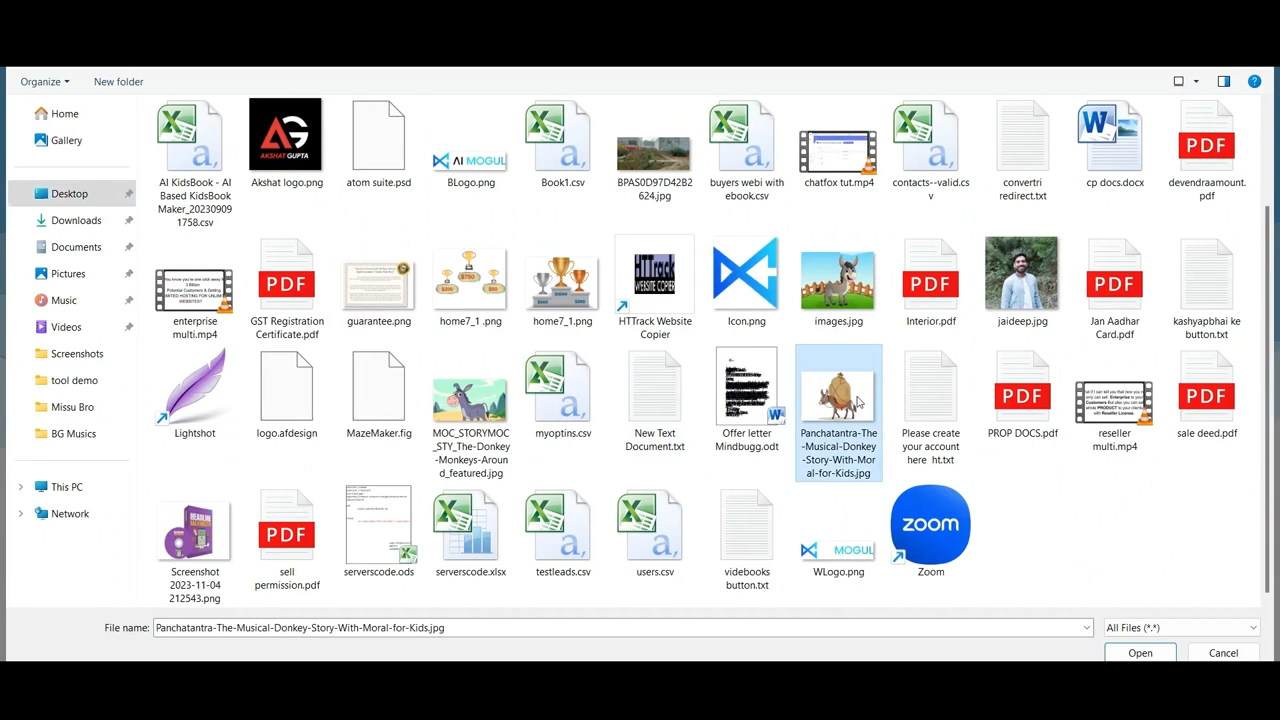 Organize
New folder
Home
Gallery
Desktop
Downloads
Documents
Pictures
Music
Videos
Screenshots
tool demo
Missu Bro
BG Musics
This PC
Network
AI KidsBook - AI
Based KidsBook
Maker_20230909
1758.csv
AG
AKSHAT GUPTA
Akshat logo.png
atom suite.psd
AI MOGUL
BLogo.png
Book1.csv
BPAS0D97D42B2
624.jpg
buyers webi with
ebook.csv
chatfox tut.mp4
contacts--valid.cs
v
convertri
redirect.txt
cp docs.docx
PDF
devendraamount.
pdf
enterprise
multi.mp4
PDF
GST Registration
Certificate.pdf
guarantee.png
home7_1 .png
home7_1.png
HTTrack
WEBSITE COPIER
HTTrack Website
Copier
Icon.png
images.jpg
PDF
Interior.pdf
jaideep.jpg
PDF
Jan Aadhar
Card.pdf
kashyapbhai ke
button.txt
Lightshot
logo.afdesign
MazeMaker.fig
MOC_STORYMOC
_STY_The-Donkey
-Monkeys-Aroun
d_featured.jpg
myoptins.csv
New Text
Document.txt
Offer letter
Mindbugg.odt
Panchatantra-The
-Musical-Donkey
-Story-With-Mor
al-for-Kids.jpg
Please create
your account
here ht.txt
PDF
PROP DOCS.pdf
reseller
multi.mp4
PDF
sale deed.pdf
Screenshot
2023-11-04
212543.png
PDF
sell
permission.pdf
serverscode.ods
serverscode.xlsx
testleads.csv
users.csv
videbooks
button.txt
MOGUL
WLogo.png
zoom
Zoom
File name:
Panchatantra-The-Musical-Donkey-Story-With-Moral-for-Kids.jpg
All Files (*.*)
Open
Cancel